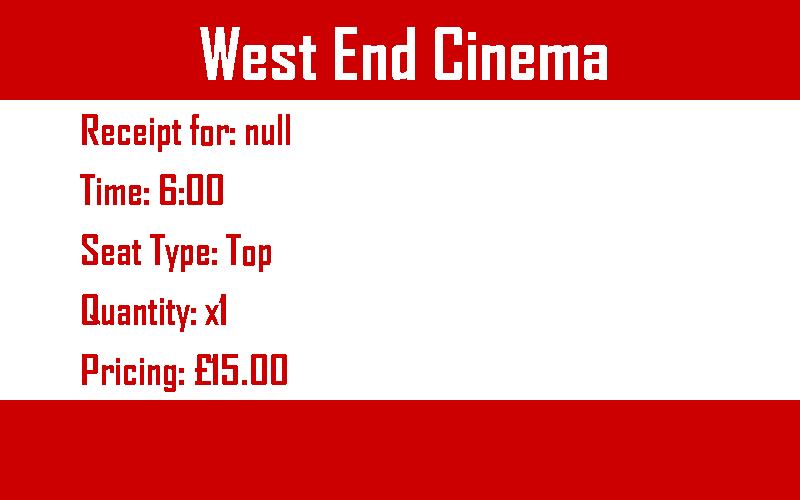 West End Cinema
Receipt for: null
Time: 6:00
Seat Type: Top
Quantity: x1
Pricing: £15.00